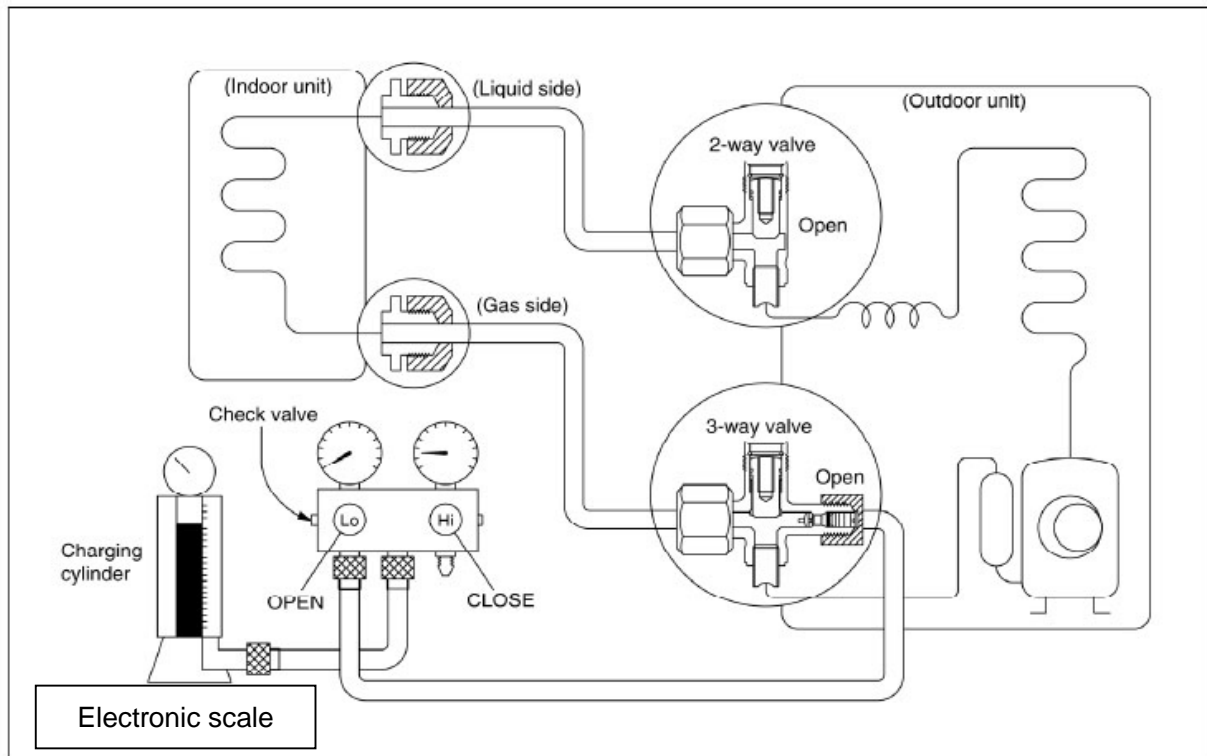 (Indoor unit)
(Liquid side)
(Outdoor unit)
2-way valve
Open
(Gas side)
Check valve
3-way valve
Open
Lo
Hi
Charging
cylinder
OPEN
CLOSE
Electronic scale